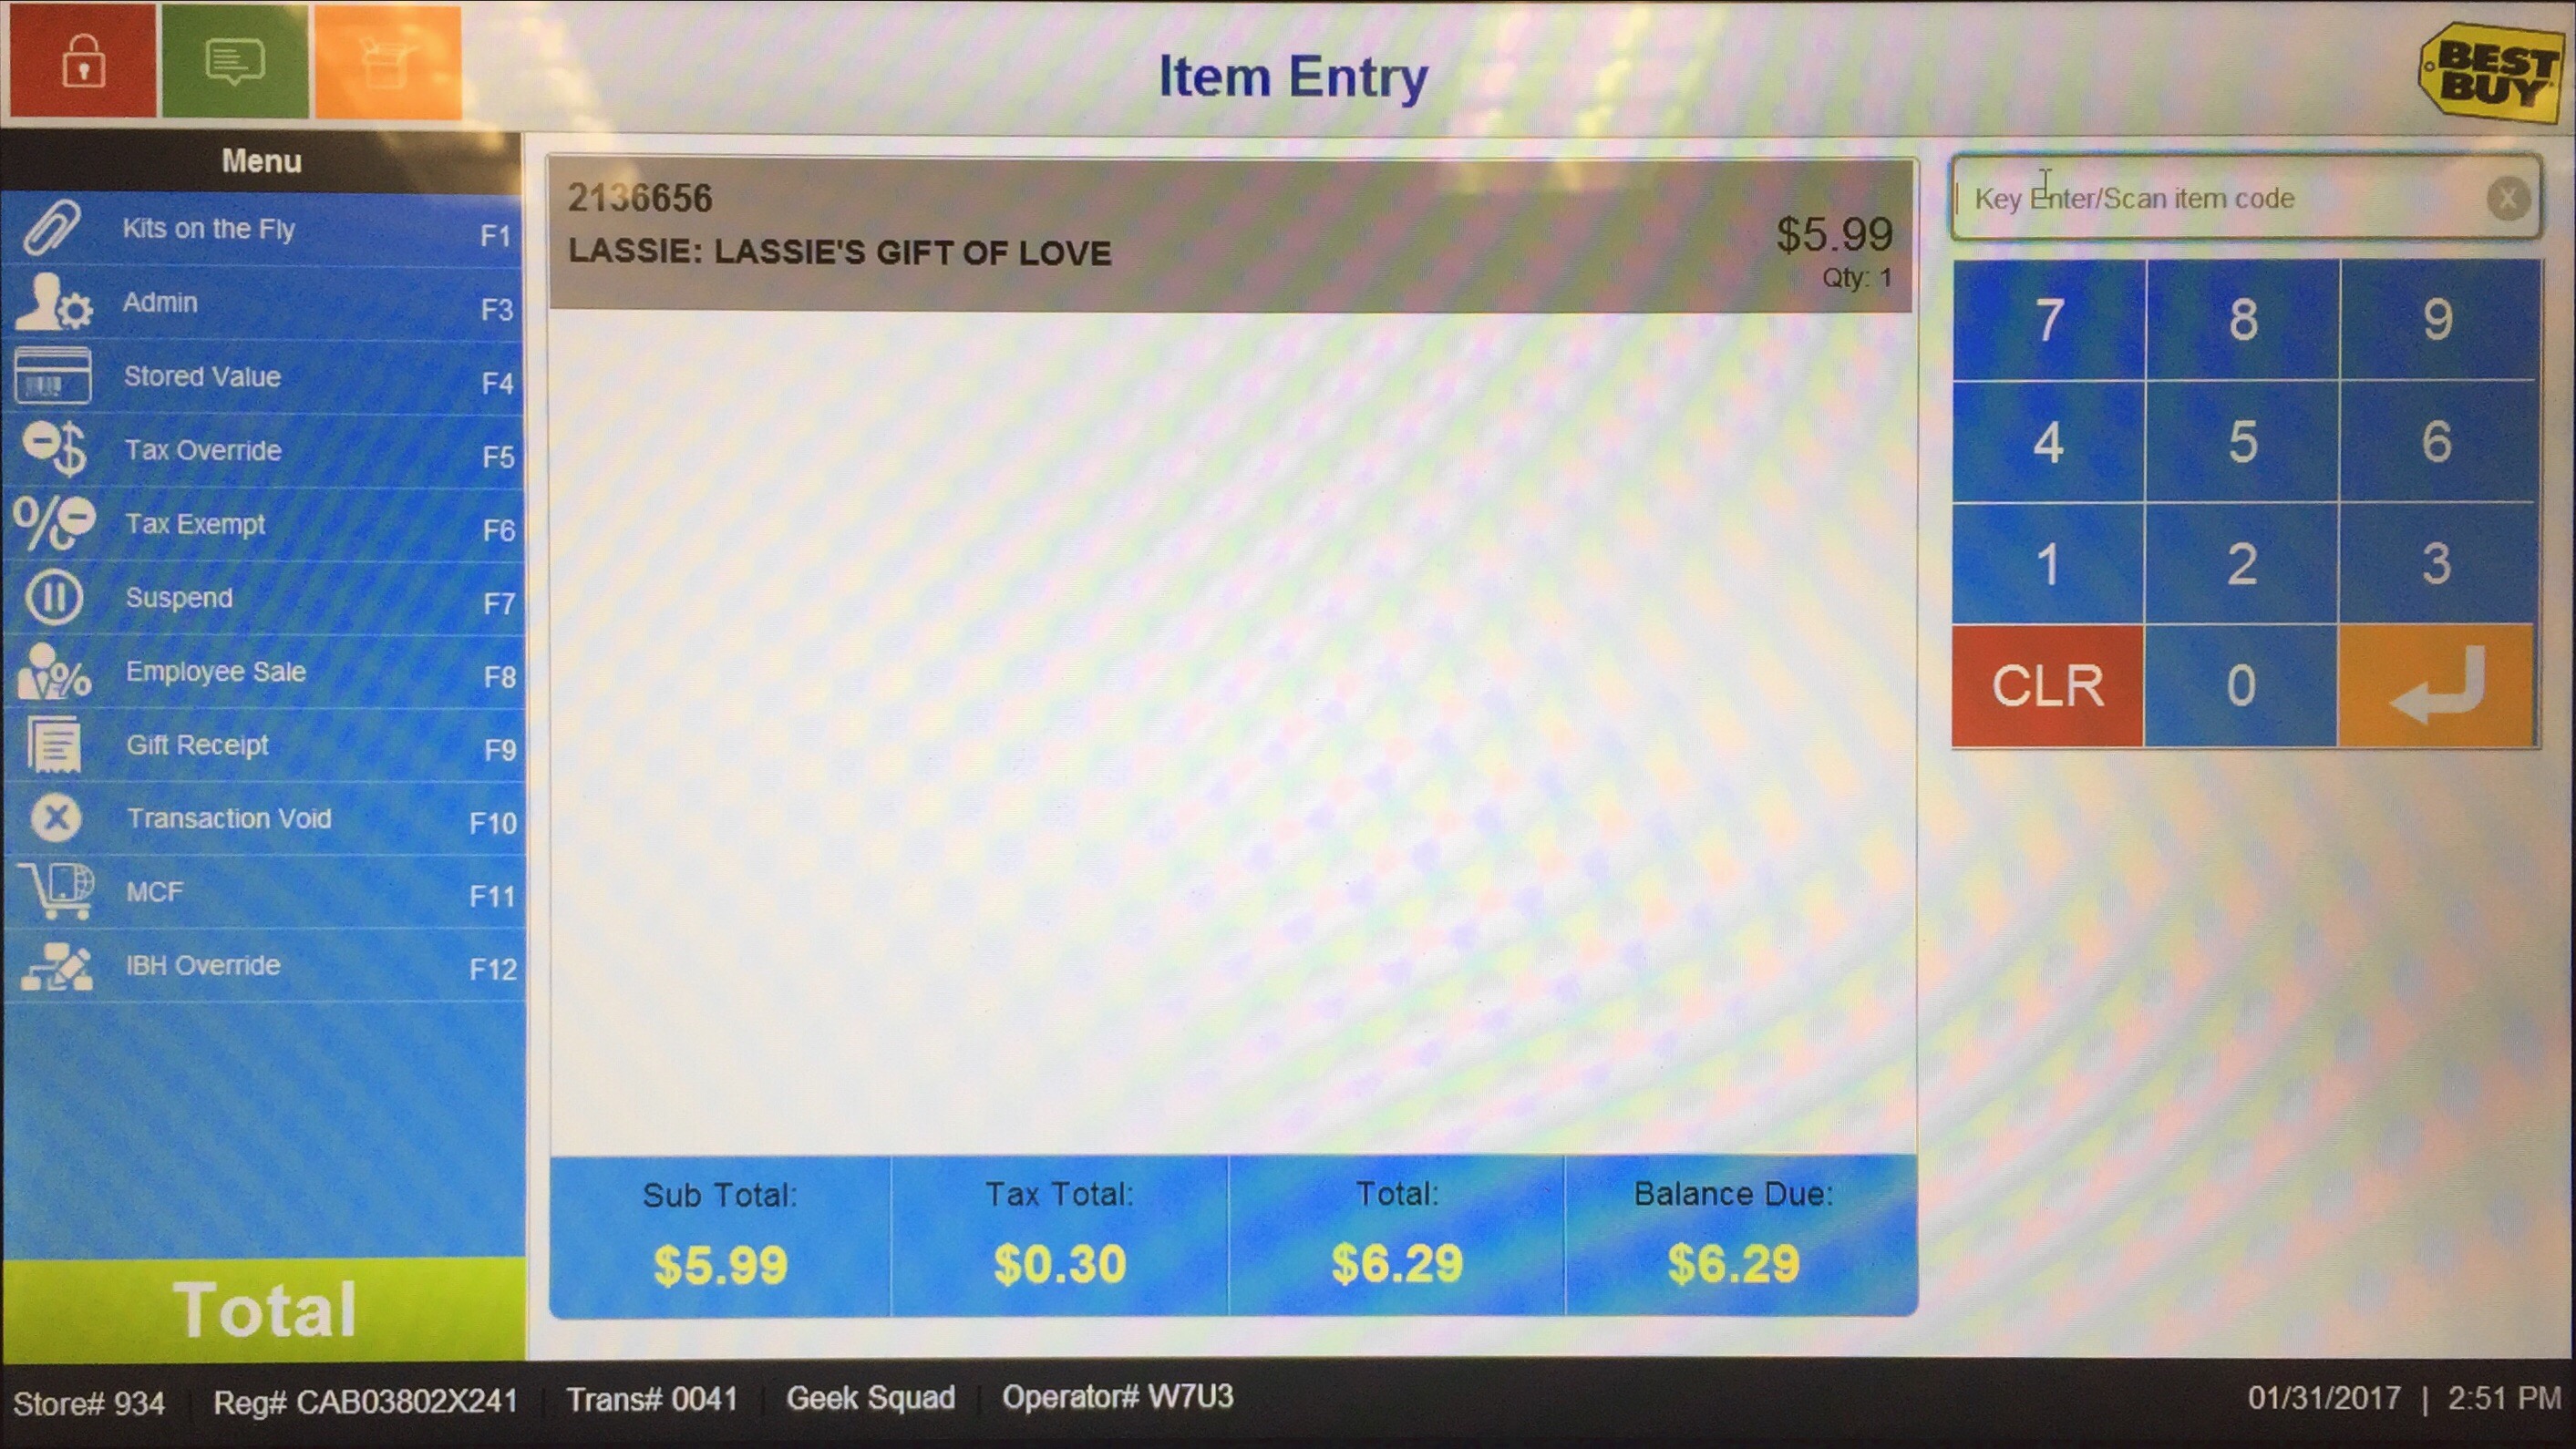 Item Entry
BEST
BUY
Menu
Kits on the Fly F1
Admin F3
Stored Value F4
Tax Override F5
Tax Exempt F6
Suspend F7
Employee Sale F8
Gift Receipt F9
Transaction Void F10
MCF F11
IBH Override F12
Total
2136656
LASSIE: LASSIE'S GIFT OF LOVE
$5.99
Qty: 1
Sub Total: Tax Total: Total: Balance Due:
$5.99 $0.30 $6.29 $6.29
Key Enter/Scan item code X
7 8 9
4 5 6
1 2 3
CLR 0
Store# 934 Reg# CAB03802X241 Trans# 0041 Geek Squad Operator# W7U3 01/31/2017 | 2:51 PM